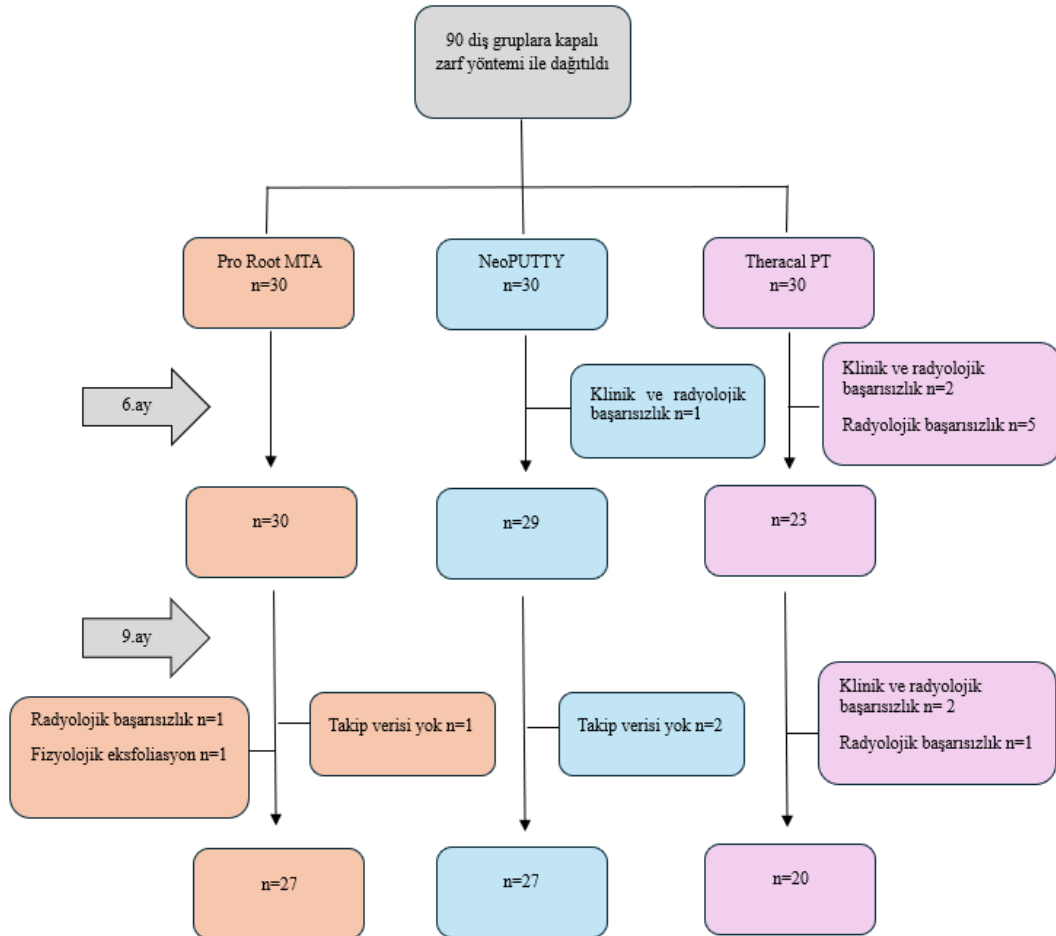 90 diş gruplara kapalı
zarf yöntemi ile dağıtıldı
Pro Root MTA
n=30
NeoPUTTY
n=30
Theracal PT
n=30
6.ay
Klinik ve radyolojik
başarısızlık n=1
Klinik ve radyolojik
başarısızlık n=2
Radyolojik başarısızlık n=5
n=30
n=29
n=23
9.ay
Radyolojik başarısızlık n=1
Fizyolojik eksfoliasyon n=1
Takip verisi yok n=1
Takip verisi yok n=2
Klinik ve radyolojik
başarısızlık n= 2
Radyolojik başarısızlık n=1
n=27
n=27
n=20